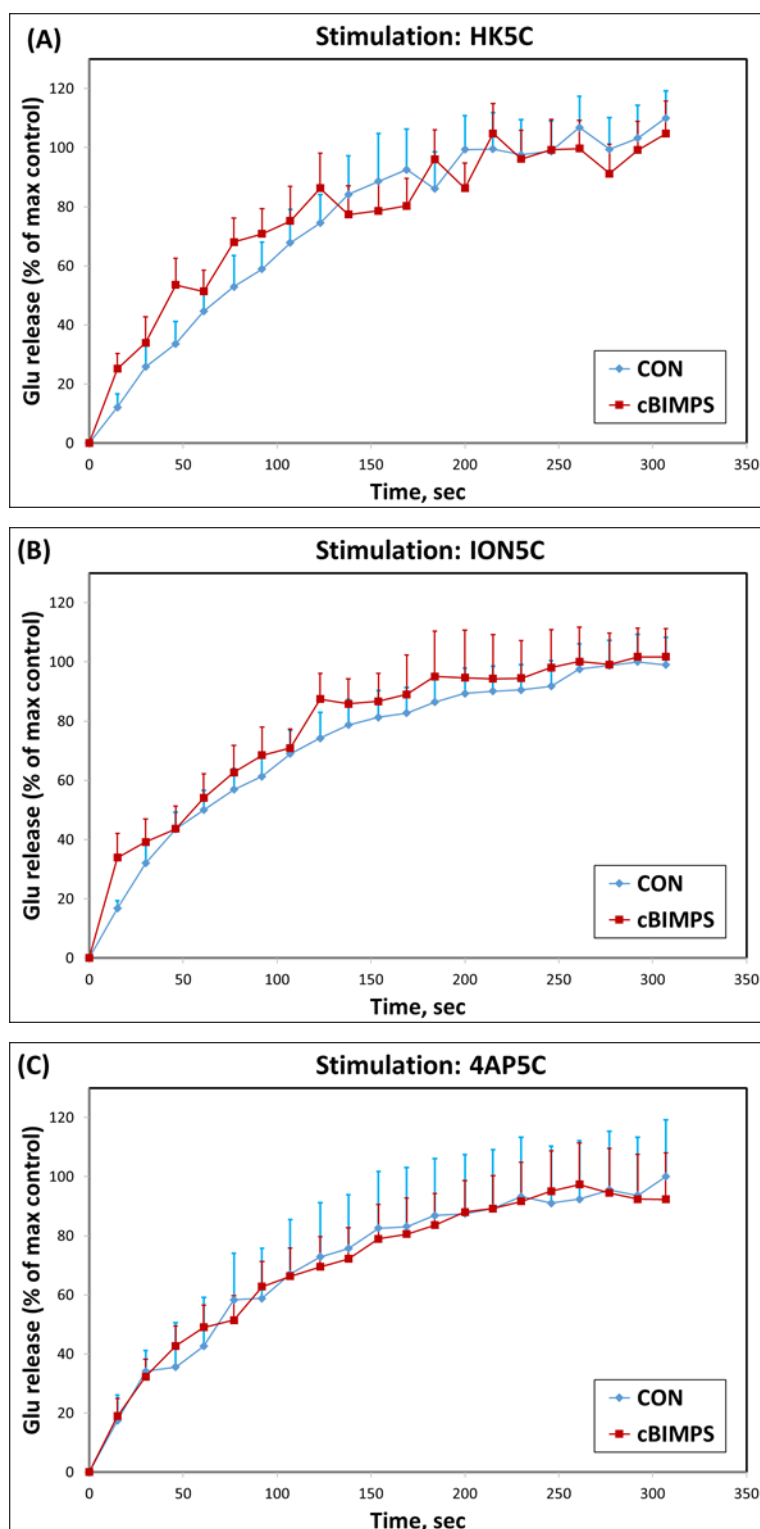 (A)
Stimulation: HK5C
Glu release (% of max control)
120
100
80
60
40
20
0
CON
cBIMPS
0 50 100 150 200 250 300 350
Time, sec
(B)
Stimulation: ION5C
Glu release (% of max control)
120
100
80
60
40
20
0
CON
cBIMPS
0 50 100 150 200 250 300 350
Time, sec
(C)
Stimulation: 4AP5C
Glu release (% of max control)
120
100
80
60
40
20
0
CON
cBIMPS
0 50 100 150 200 250 300 350
Time, sec